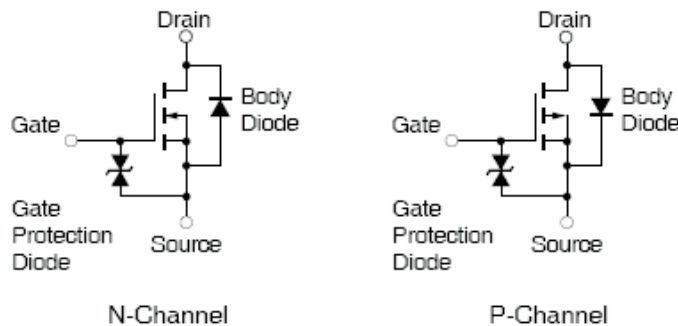 Drain
Body
Diode
Gate
Gate
Protection
Diode
Source
N-Channel
Drain
Body
Diode
Gate
Gate
Protection
Diode
Source
P-Channel